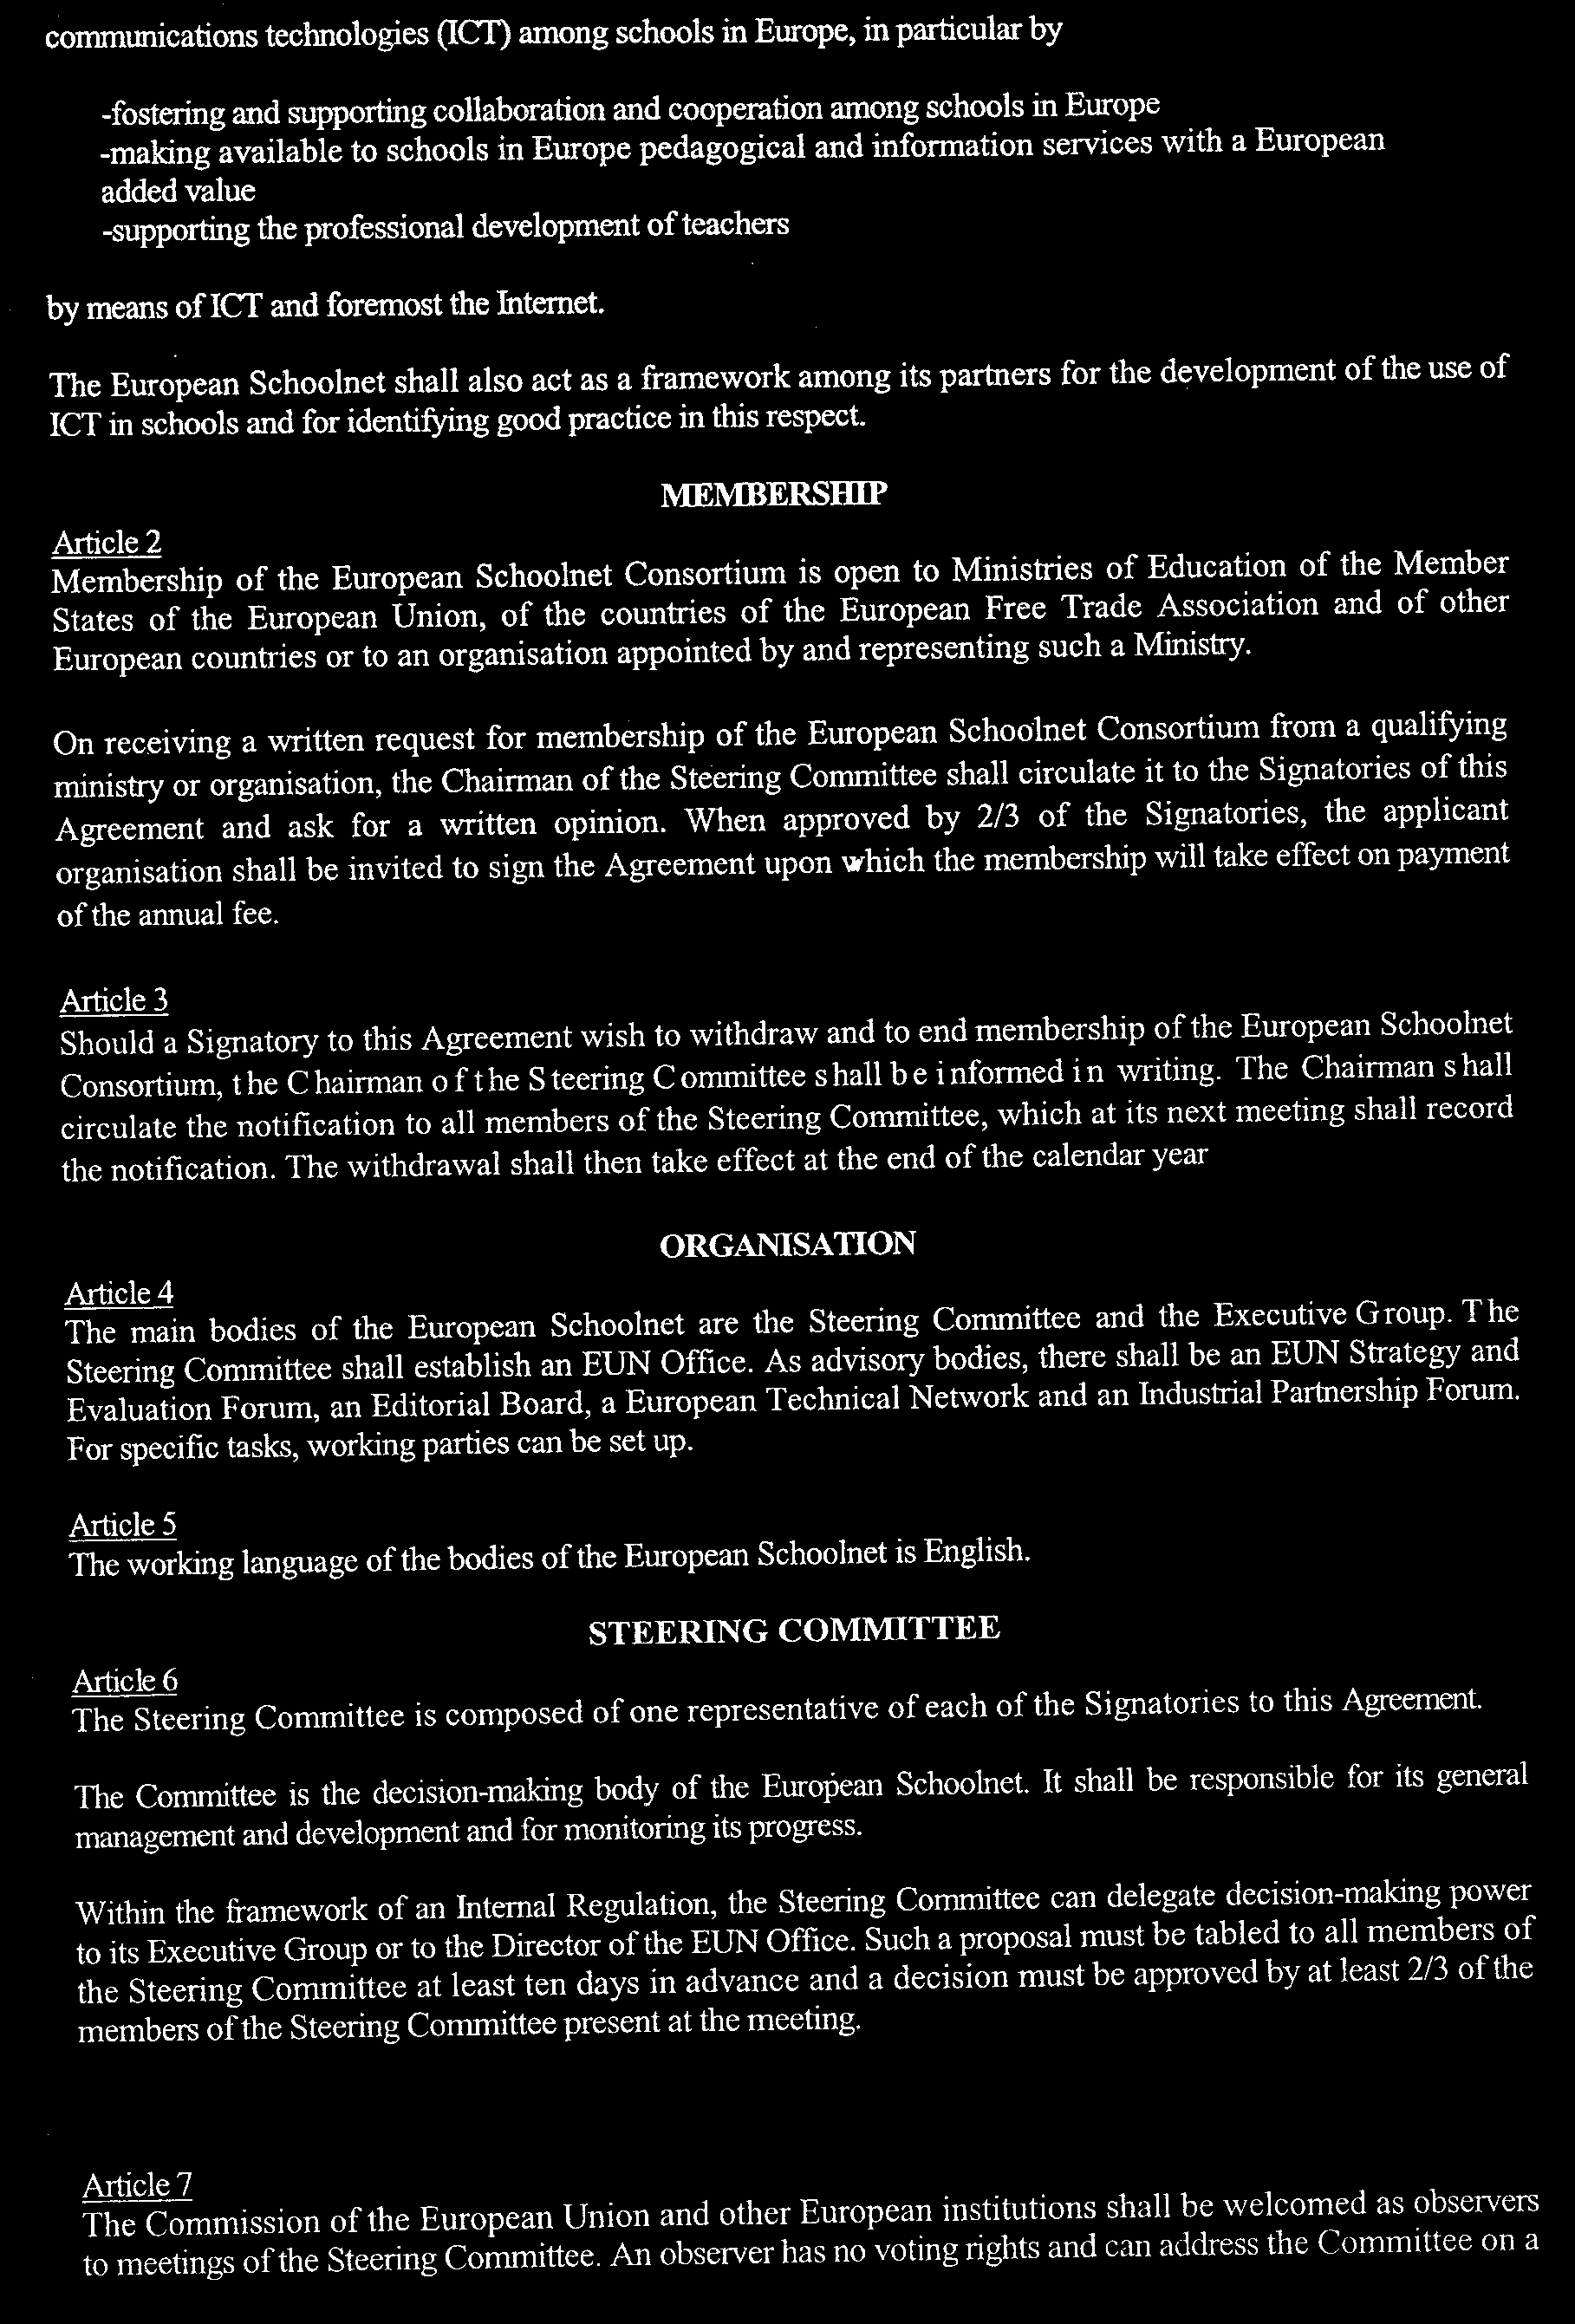 communications technologies (ICT) among schools in Europe, in particular by
-fostering and supporting collaboration and cooperation among schools in Europe
-making available to schools in Europe pedagogical and information services with a European
added value
-supporting the professional development of teachers
by means of ICT and foremost the Internet.
The European Schoolnet shall also act as a framework among its partners for the development of the use of
ICT in schools and for identifying good practice in this respect.
MEMBERSHIP
Article 2
Membership of the European Schoolnet Consortium is open to Ministries of Education of the Member
States of the European Union, of the countries of the European Free Trade Association and of other
European countries or to an organisation appointed by and representing such a Ministry.
On receiving a written request for membership of the European Schoolnet Consortium from a qualifying
ministry or organisation, the Chairman of the Steering Committee shall circulate it to the Signatories of this
Agreement and ask for a written opinion. When approved by 2/3 of the Signatories, the applicant
organisation shall be invited to sign the Agreement upon which the membership will take effect on payment
of the annual fee.
Article 3
Should a Signatory to this Agreement wish to withdraw and to end membership of the European Schoolnet
Consortium, the Chairman of the Steering Committee shall be informed in writing. The Chairman shall
circulate the notification to all members of the Steering Committee, which at its next meeting shall record
the notification. The withdrawal shall then take effect at the end of the calendar year
ORGANISATION
Article 4
The main bodies of the European Schoolnet are the Steering Committee and the Executive Group. The
Steering Committee shall establish an EUN Office. As advisory bodies, there shall be an EUN Strategy and
Evaluation Forum, an Editorial Board, a European Technical Network and an Industrial Partnership Forum.
For specific tasks, working parties can be set up.
Article 5
The working language of the bodies of the European Schoolnet is English.
STEERING COMMITTEE
Article 6
The Steering Committee is composed of one representative of each of the Signatories to this Agreement.
The Committee is the decision-making body of the European Schoolnet. It shall be responsible for its general
management and development and for monitoring its progress.
Within the framework of an Internal Regulation, the Steering Committee can delegate decision-making power
to its Executive Group or to the Director of the EUN Office. Such a proposal must be tabled to all members of
the Steering Committee at least ten days in advance and a decision must be approved by at least 2/3 of the
members of the Steering Committee present at the meeting.
Article 7
The Commission of the European Union and other European institutions shall be welcomed as observers
to meetings of the Steering Committee. An observer has no voting rights and can address the Committee on a